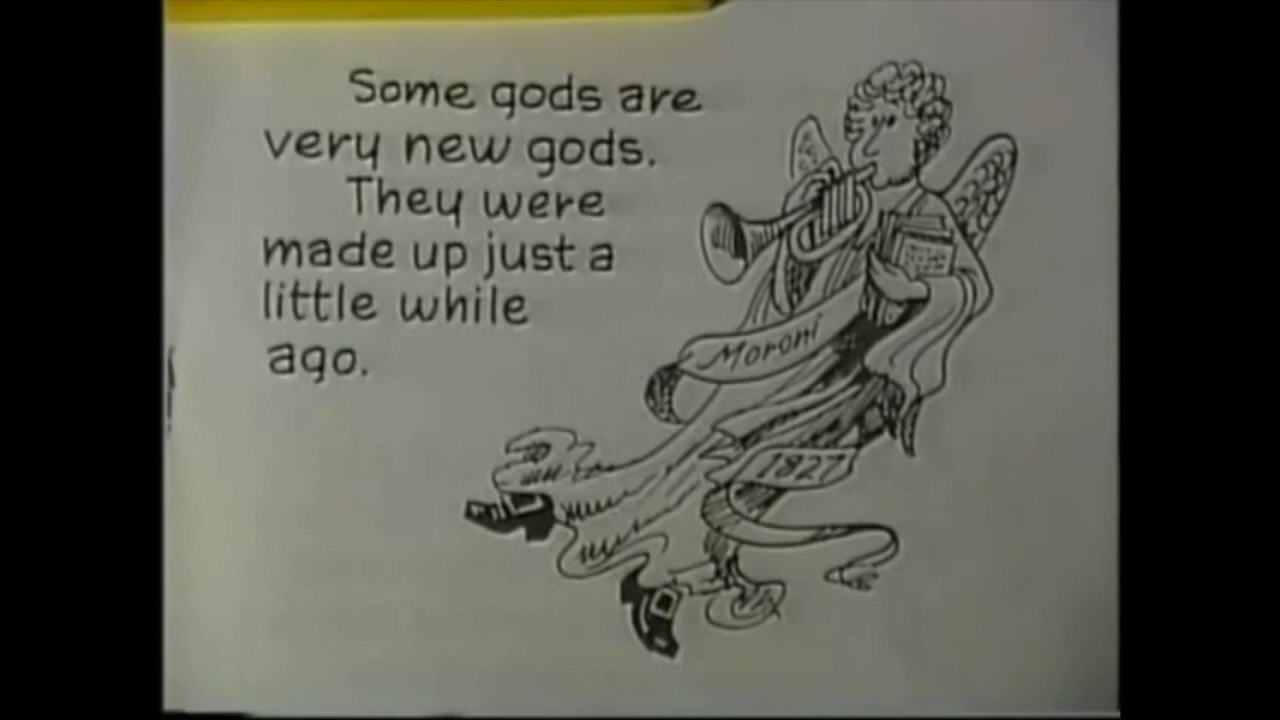 Some gods are
very new gods.
They were
made up just a
little while
ago.
Moroni
1827